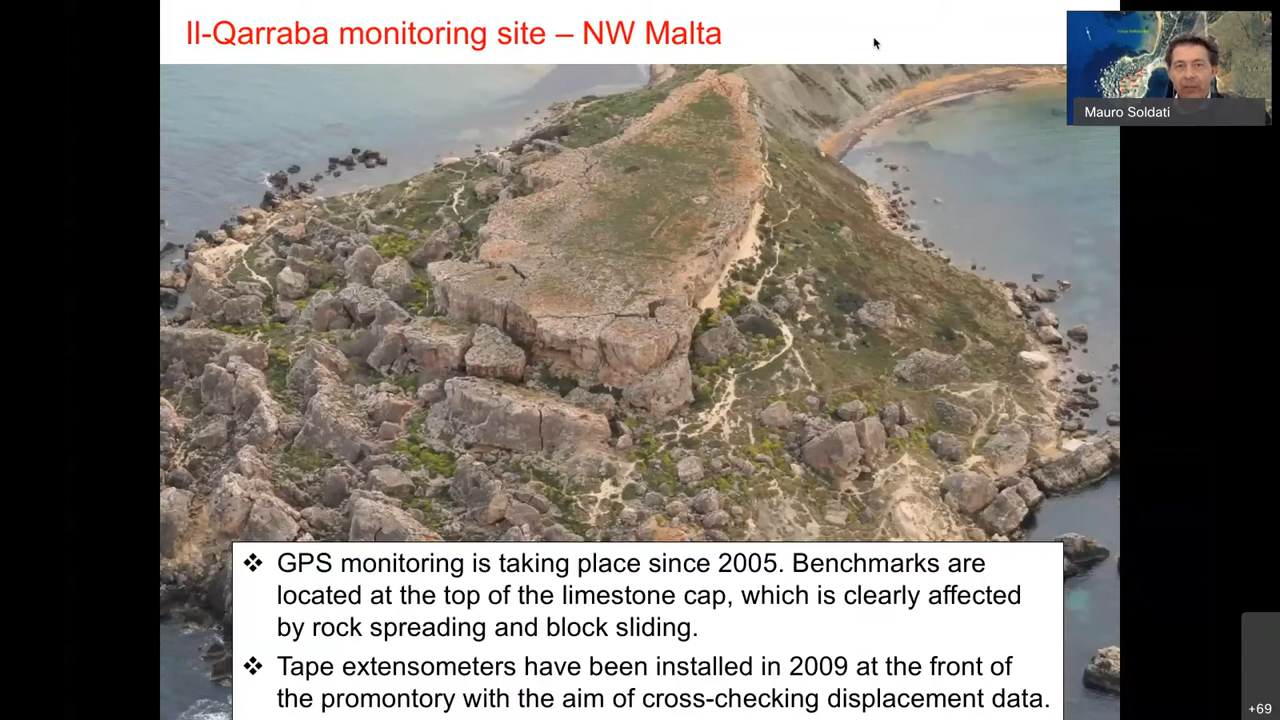 Il-Qarraba monitoring site – NW Malta
Mauro Soldati
❖ GPS monitoring is taking place since 2005. Benchmarks are
located at the top of the limestone cap, which is clearly affected
by rock spreading and block sliding.
❖ Tape extensometers have been installed in 2009 at the front of
the promontory with the aim of cross-checking displacement data.
+69